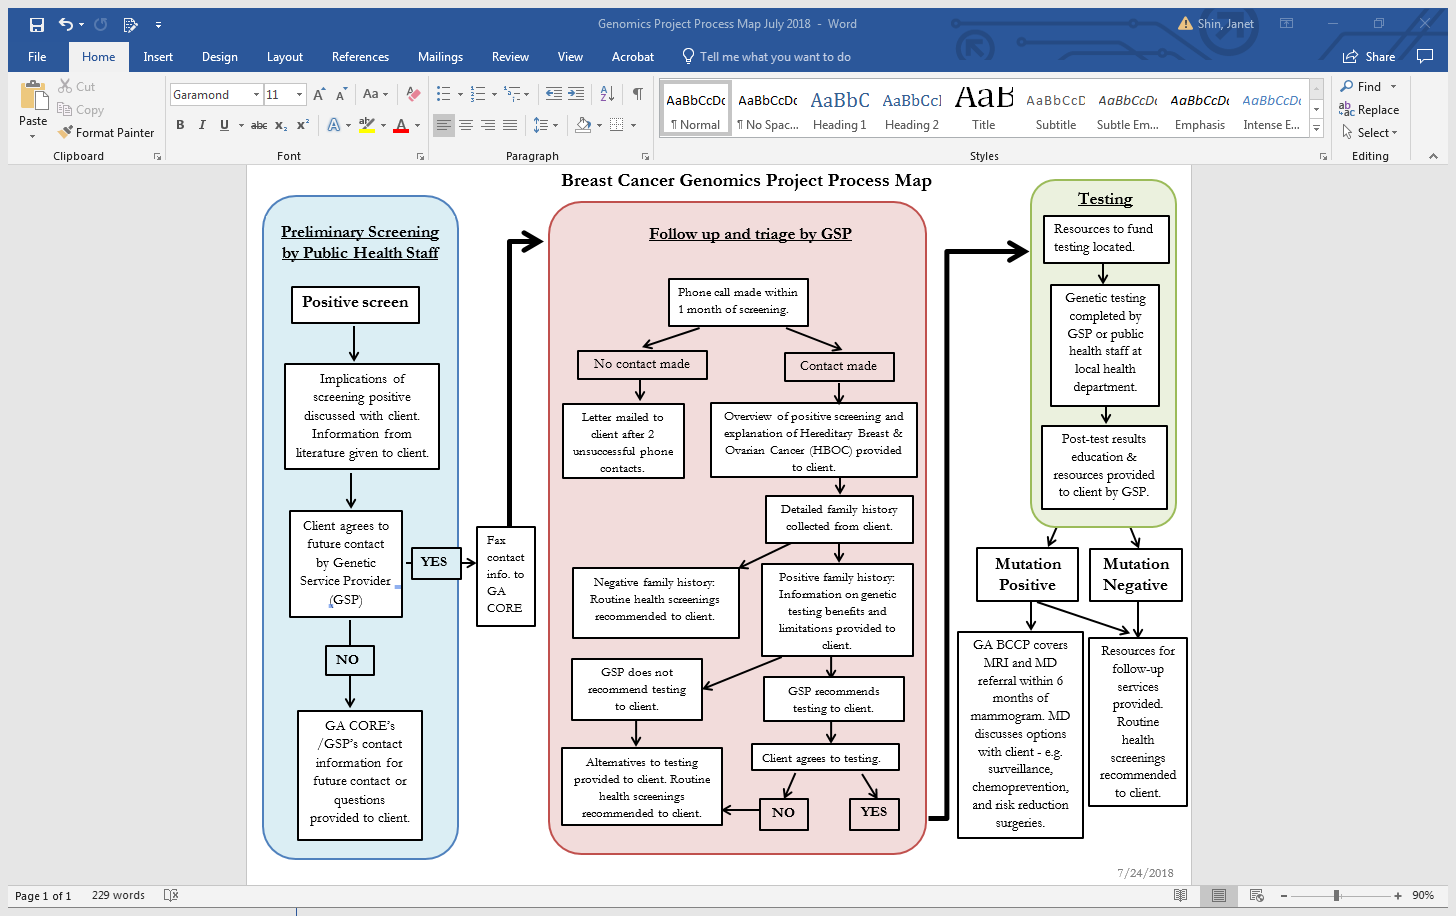 Genomics Project Process Map July 2018 - Word
Shin, Janet
File
Home
Insert
Design
Layout
References
Mailings
Review
View
Acrobat
Tell me what you want to do
Share
Paste
Cut
Copy
Format Painter
Clipboard
Garamond
11
Font
Paragraph
AaBbCcDc
¶ Normal
AaBbCcDc
¶ No Spac...
AaBbC
Heading 1
AaBbCcI
Heading 2
AaB
Title
AaBbCcD
Subtitle
AaBbCcDc
Subtle Em...
AaBbCcDc
Emphasis
AaBbCcDc
Intense E...
Styles
Find
Replace
Select
Editing
Breast Cancer Genomics Project Process Map
Preliminary Screening
by Public Health Staff
Positive screen
Implications of
screening positive
discussed with client.
Information from
literature given to client.
Client agrees to
future contact
by Genetic
Service Provider
(GSP)
YES
Fax
contact
info. to
GA
CORE
NO
GA CORE's
/GSP's contact
information for
future contact or
questions
provided to client.
Follow up and triage by GSP
Phone call made within
1 month of screening.
No contact made
Contact made
Letter mailed to
client after 2
unsuccessful phone
contacts.
Overview of positive screening and
explanation of Hereditary Breast &
Ovarian Cancer (HBOC) provided
to client.
Detailed family history
collected from client.
Negative family history:
Routine health screenings
recommended to client.
Positive family history:
Information on genetic
testing benefits and
limitations provided to
client.
GSP does not
recommend testing
to client.
GSP recommends
testing to client.
Alternatives to testing
provided to client. Routine
health screenings
recommended to client.
Client agrees to testing.
NO
YES
Testing
Resources to fund
testing located.
Genetic testing
completed by
GSP or public
health staff at
local health
department.
Post-test results
education &
resources provided
to client by GSP.
Mutation
Positive
Mutation
Negative
GA BCCP covers
MRI and MD
referral within 6
months of
mammogram. MD
discusses options
with client - e.g.
surveillance,
chemoprevention,
and risk reduction
surgeries.
Resources for
follow-up
services
provided.
Routine
health
screenings
recommended
to client.
7/24/2018
Page 1 of 1
229 words
90%